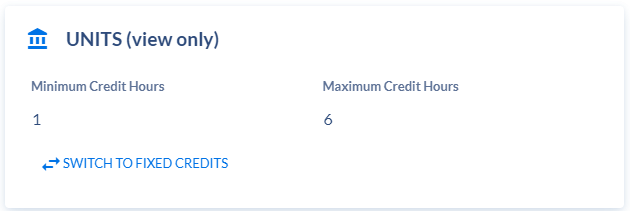 UNITS (view only)
Minimum Credit Hours
Maximum Credit Hours
1
6
SWITCH TO FIXED CREDITS